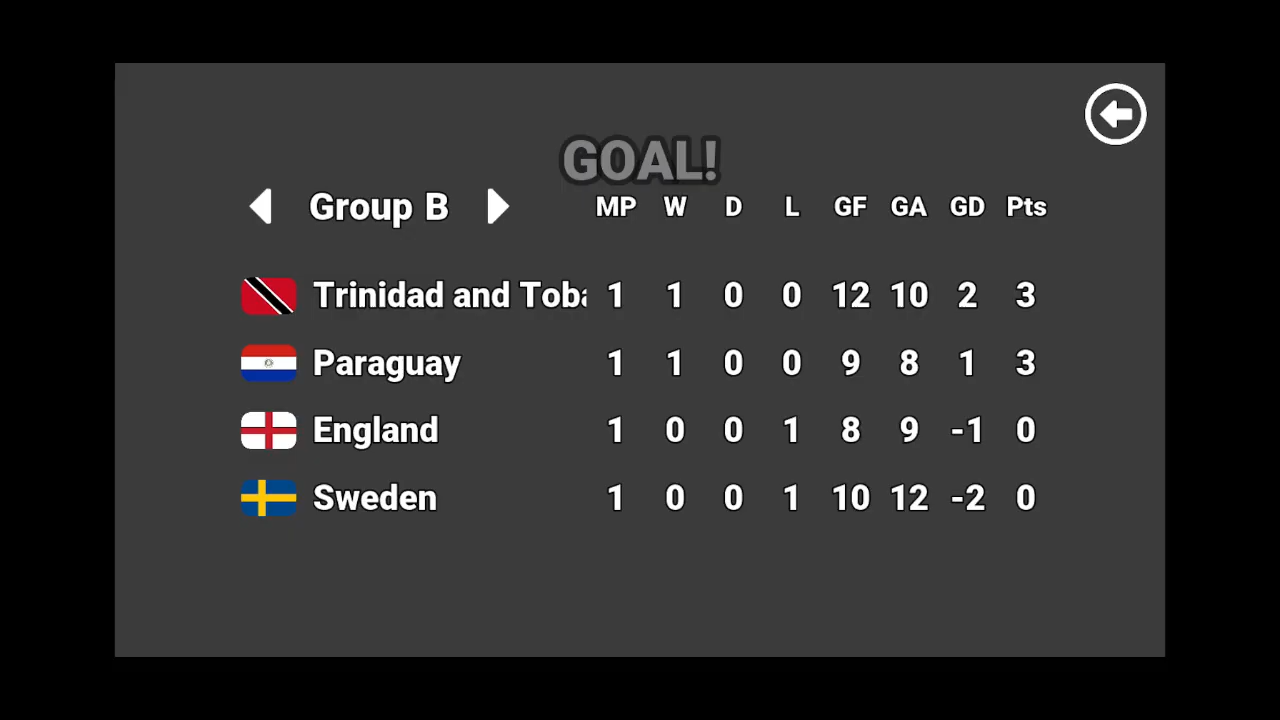 GOAL!
Group B MP W D L GF GA GD Pts
Trinidad and Toba 1 1 0 0 12 10 2 3
Paraguay 1 1 0 0 9 8 1 3
England 1 0 0 1 8 9 -1 0
Sweden 1 0 0 1 10 12 -2 0